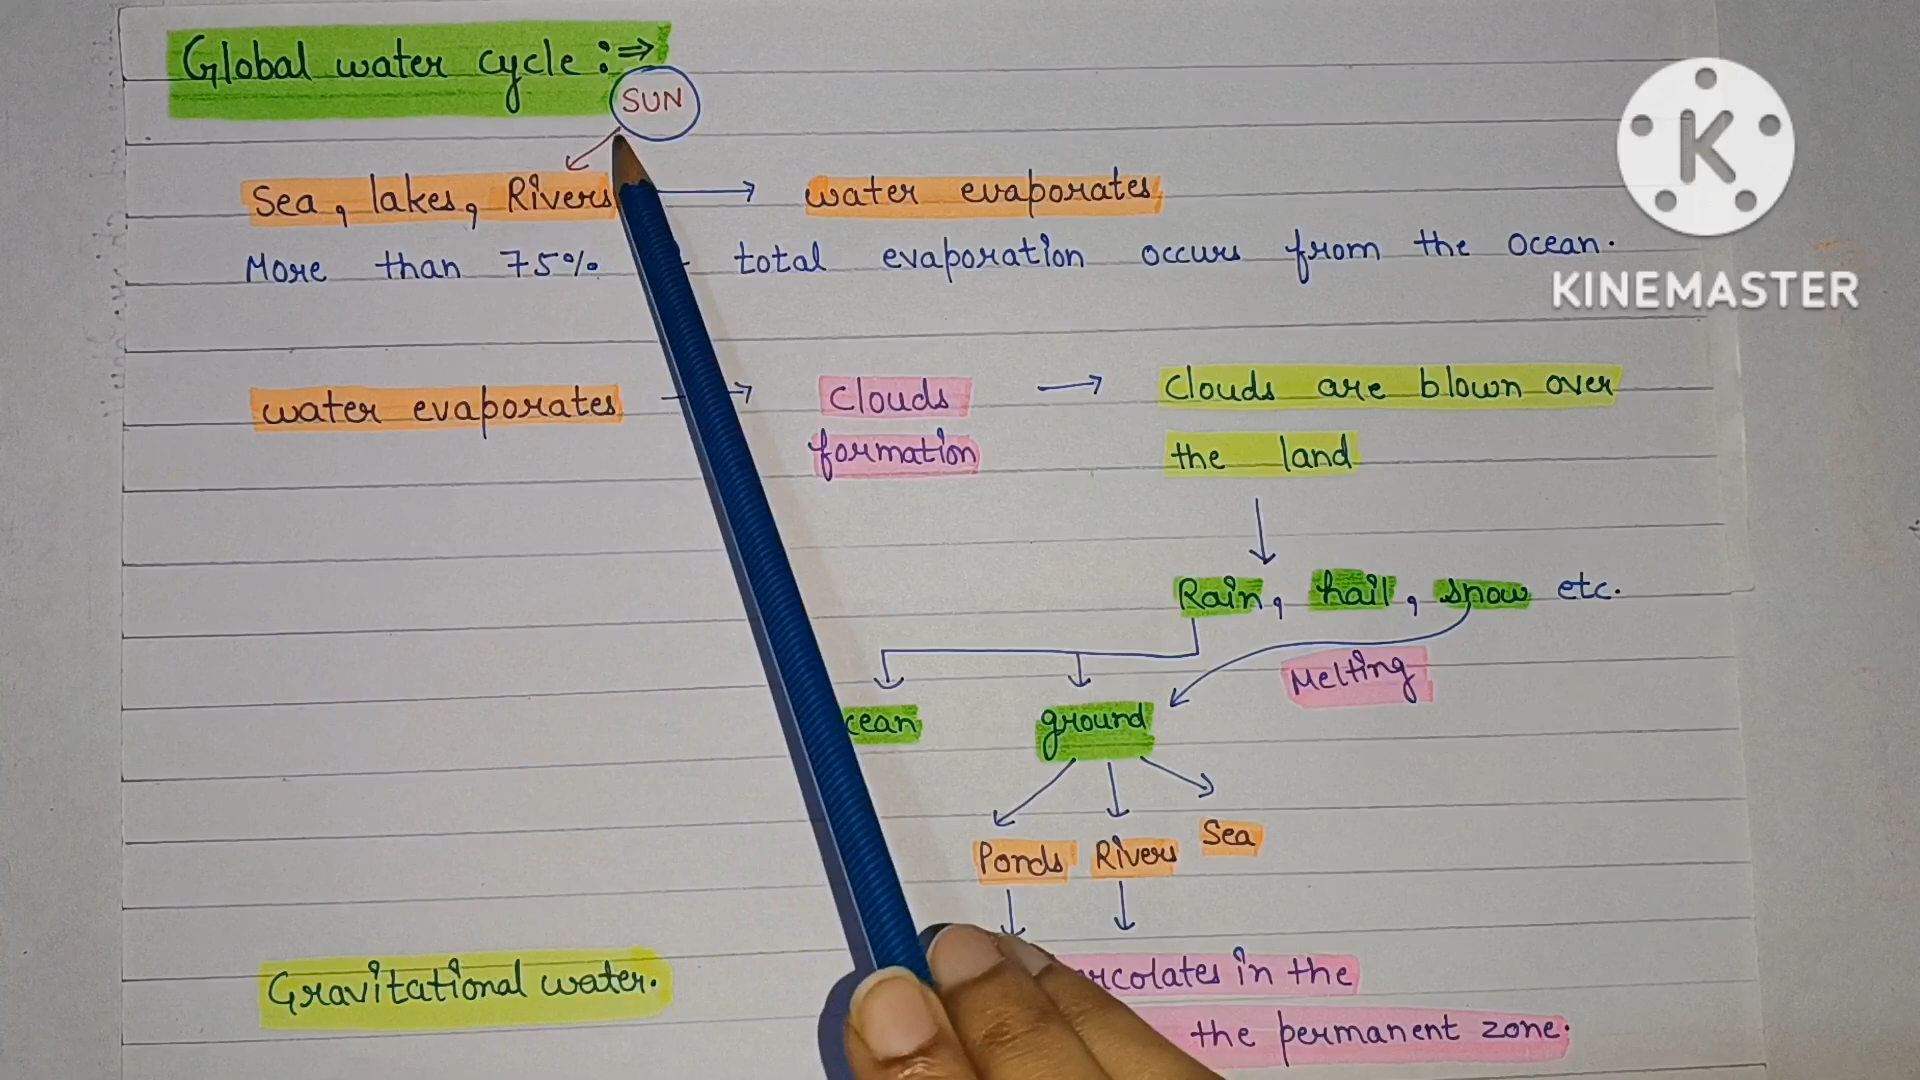 Global water cycle :⇒
SUN
Sea, lakes, Rivers → water evaporates
More than 75% total evaporation occurs from the ocean.
water evaporates → Clouds formation → Clouds are blown over the land
Rain, hail, snow etc.
Melting
ground
Ponds Rivers Sea
Gravitational water.
in the
the permanent zone.
K
KINEMASTER